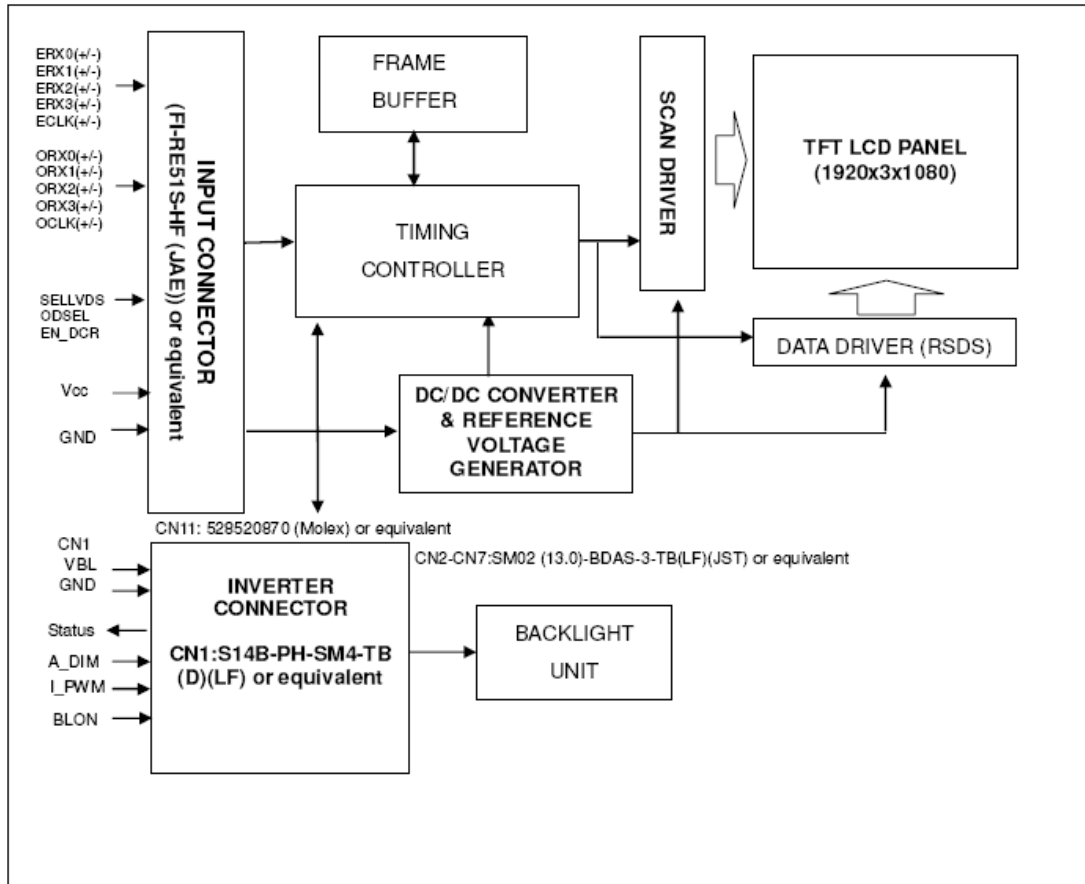 ERX0(+/-)
ERX1(+/-)
ERX2(+/-)
ERX3(+/-)
ECLK(+/-)
ORX0(+/-)
ORX1(+/-)
ORX2(+/-)
ORX3(+/-)
OCLK(+/-)
SELLVDS
ODSEL
EN_DCR
Vcc
GND
INPUT CONNECTOR
(FI-RE51S-HF (JAE)) or equivalent
FRAME
BUFFER
TIMING
CONTROLLER
SCAN DRIVER
TFT LCD PANEL
(1920x3x1080)
DATA DRIVER (RSDS)
DC/DC CONVERTER
& REFERENCE
VOLTAGE
GENERATOR
CN11: 528520870 (Molex) or equivalent
CN2-CN7:SM02 (13.0)-BDAS-3-TB(LF)(JST) or equivalent
CN1
VBL
GND
Status
A_DIM
I_PWM
BLON
INVERTER
CONNECTOR
CN1:S14B-PH-SM4-TB
(D)(LF) or equivalent
BACKLIGHT
UNIT